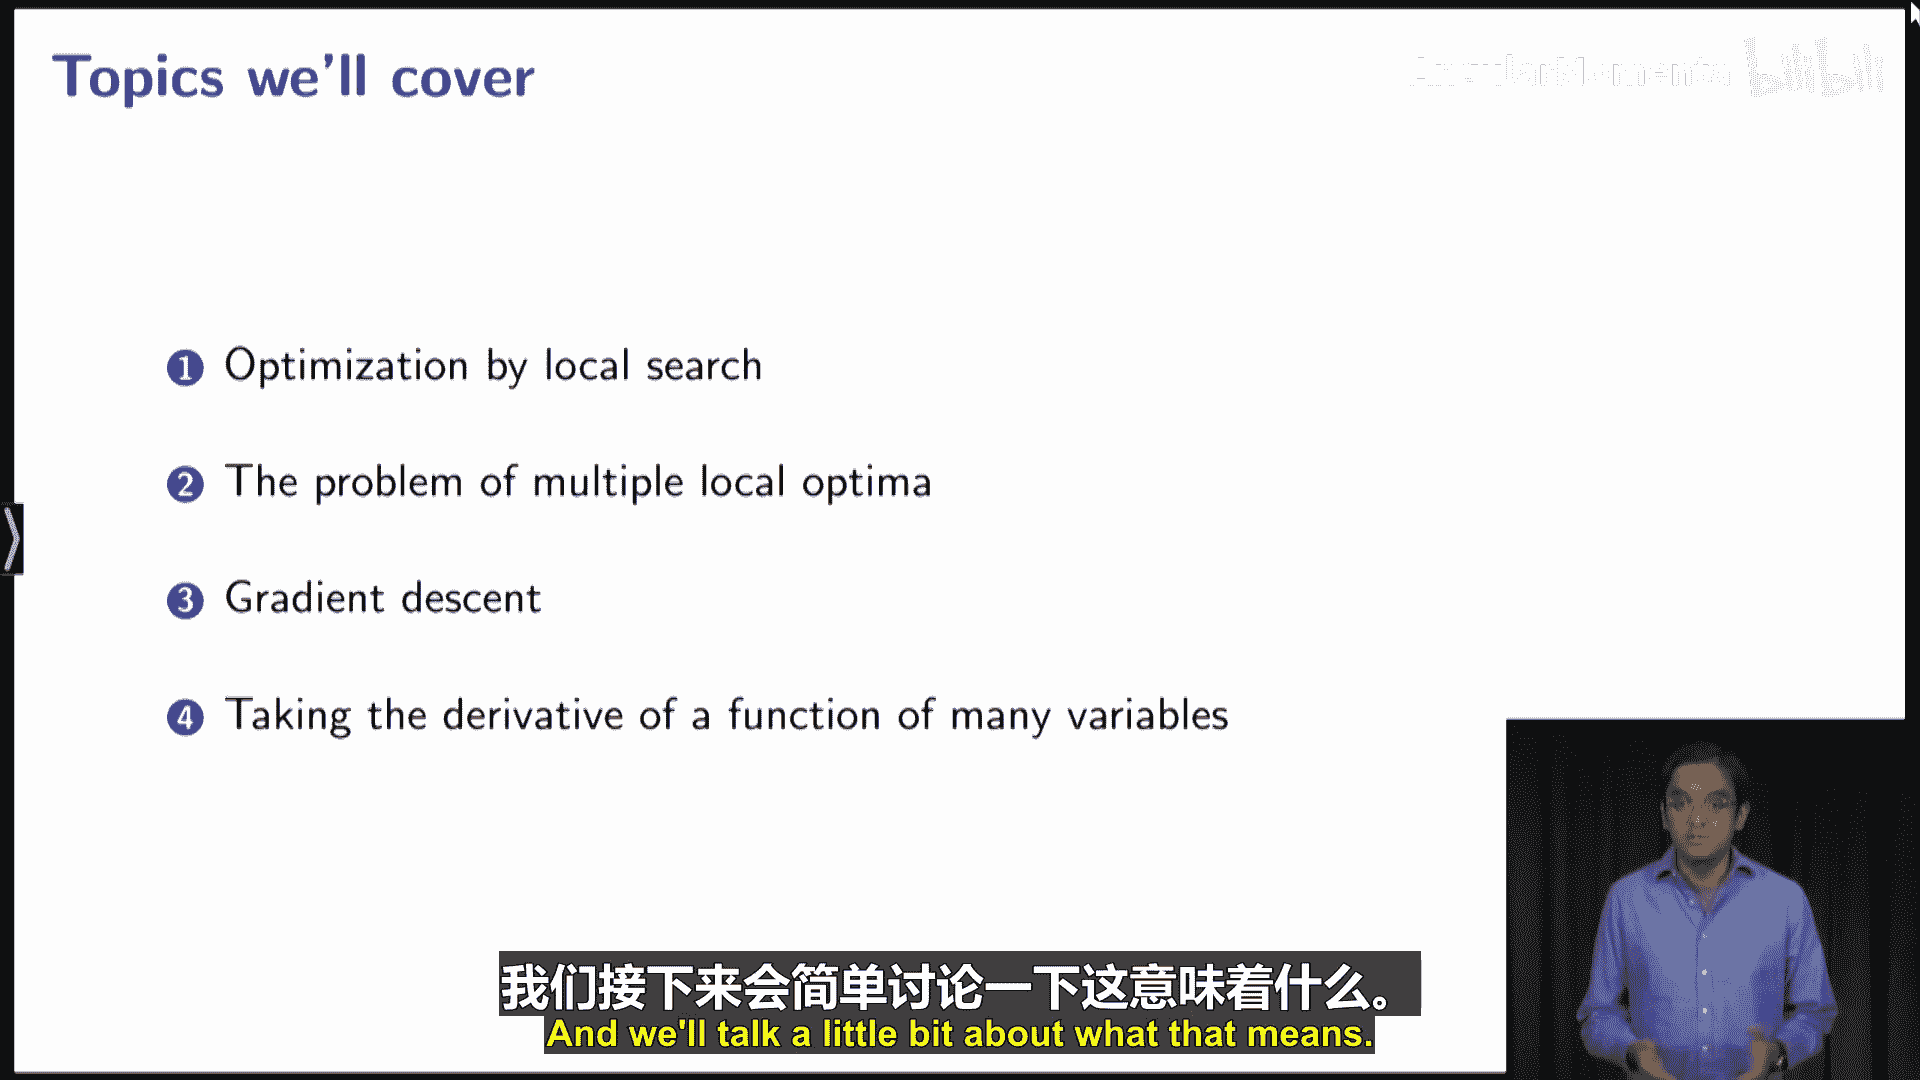 Topics we'll cover
bilibili
1 Optimization by local search
2 The problem of multiple local optima
3 Gradient descent
4 Taking the derivative of a function of many variables
我们接下来会简单讨论一下这意味着什么。
And we'll talk a little bit about what that means.